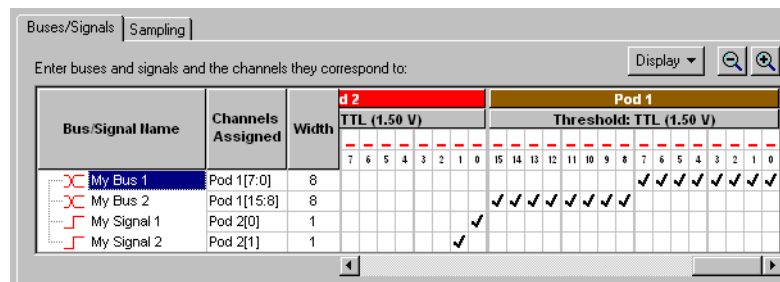 Buses/Signals Sampling
Enter buses and signals and the channels they correspond to:
Display
Bus/Signal Name Channels Assigned Width
d 2 Pod 1
TTL (1.50 V) Threshold: TTL (1.50 V)
7 6 5 4 3 2 1 0 15 14 13 12 11 10 9 8 7 6 5 4 3 2 1 0
My Bus 1 Pod 1[7:0] 8
My Bus 2 Pod 1[15:8] 8
My Signal 1 Pod 2[0] 1
My Signal 2 Pod 2[1] 1